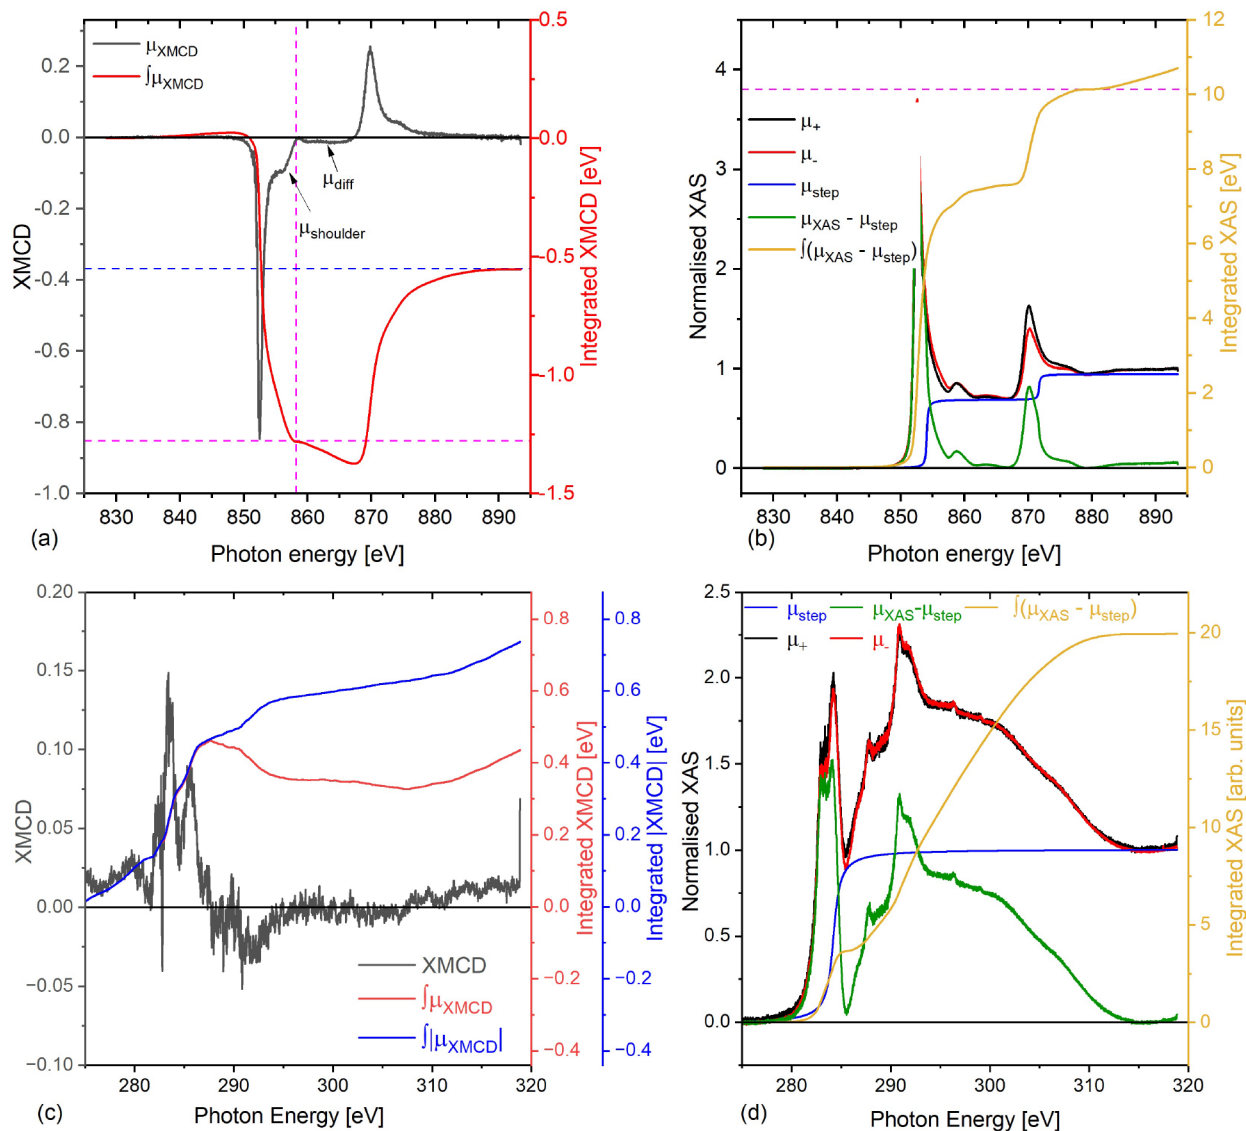 μXMCD
∫μXMCD
μdiff
μshoulder
0.2
0.0
-0.2
-0.4
-0.6
-0.8
-1.0
XMCD
0.5
0.0
-0.5
-1.0
-1.5
Integrated XMCD [eV]
830 840 850 860 870 880 890
(a) Photon energy [eV]
μ+
μ-
μstep
μXAS - μstep
∫(μXAS - μstep)
4
3
2
1
0
Normalised XAS
12
10
8
6
4
2
0
Integrated XAS [eV]
830 840 850 860 870 880 890
(b) Photon energy [eV]
0.20
0.15
0.10
0.05
0.00
−0.05
−0.10
XMCD
0.8
0.6
0.4
0.2
0.0
−0.2
−0.4
Integrated XMCD [eV]
0.8
0.6
0.4
0.2
0.0
−0.2
−0.4
Integrated |XMCD| [eV]
XMCD
∫μXMCD
∫|μXMCD|
280 290 300 310 320
(c) Photon Energy [eV]
μstep μXAS-μstep ∫(μXAS - μstep)
μ+ μ-
2.5
2.0
1.5
1.0
0.5
0.0
Normalised XAS
20
15
10
5
0
Integrated XAS [arb. units]
280 290 300 310 320
(d) Photon Energy [eV]